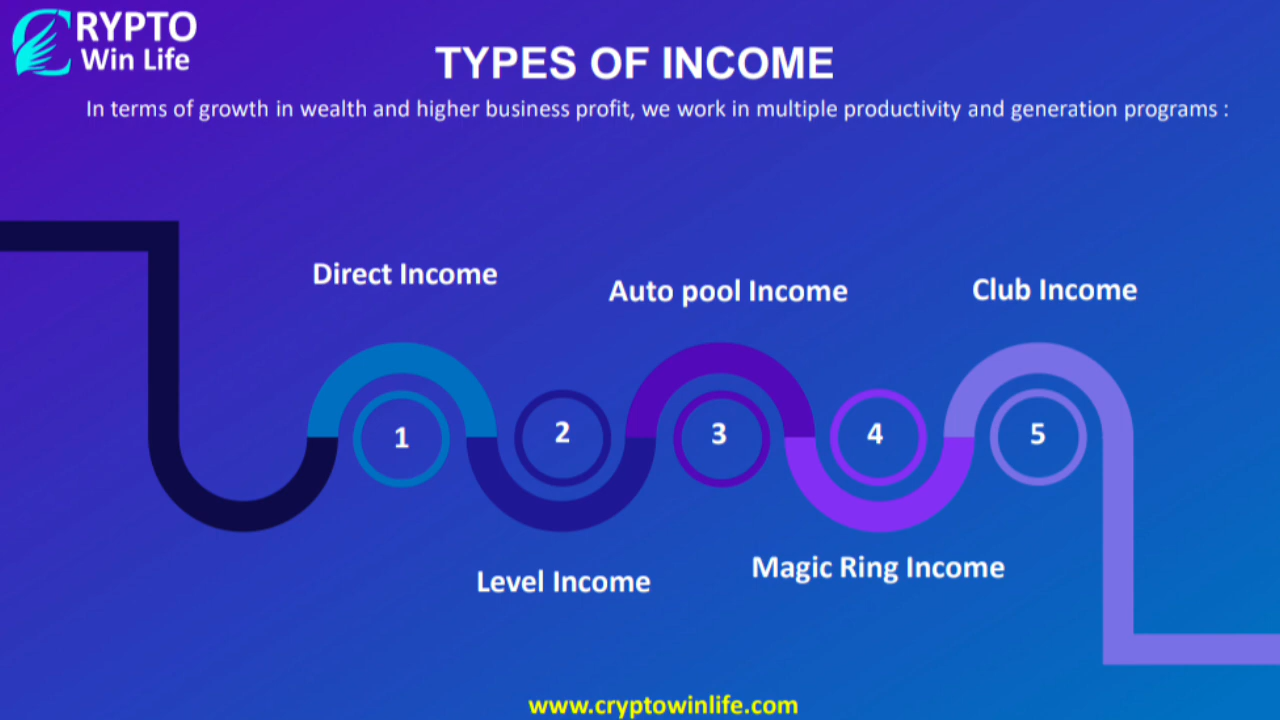 CRYPTO
Win Life
TYPES OF INCOME
In terms of growth in wealth and higher business profit, we work in multiple productivity and generation programs :
Direct Income
Auto pool Income
Club Income
1
2
3
4
5
Level Income
Magic Ring Income
www.cryptowinlife.com